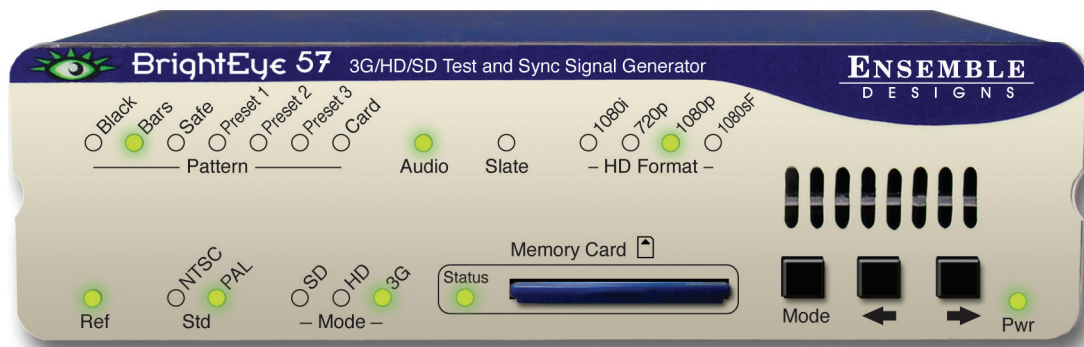 BrightEye 57 3G/HD/SD Test and Sync Signal Generator
ENSEMBLE
DESIGNS
Black Bars Safe Preset 1 Preset 2 Preset 3 Card
Pattern
Audio
Slate
1080i 720p 1080p 1080sF
HD Format
Memory Card
Status
Ref
NTSC PAL
Std
SD HD 3G
Mode
Mode
Pwr